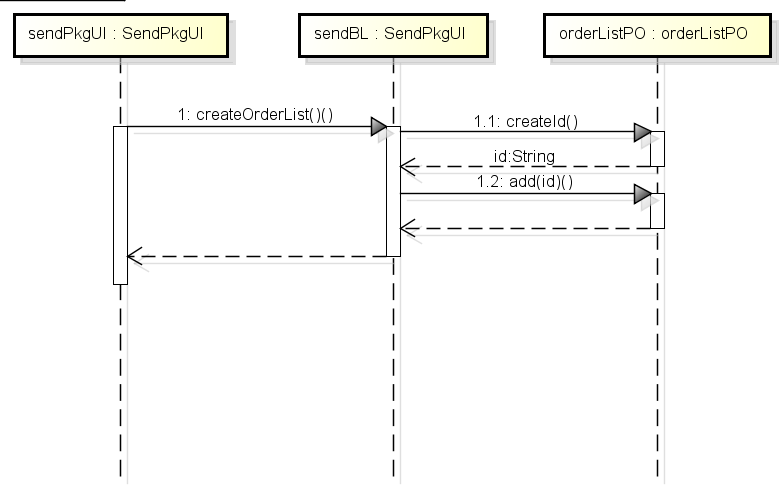 sendPkgUI : SendPkgUI
sendBL : SendPkgUI
orderListPO : orderListPO
1: createOrderList()()
1.1: createId()
id:String
1.2: add(id)()